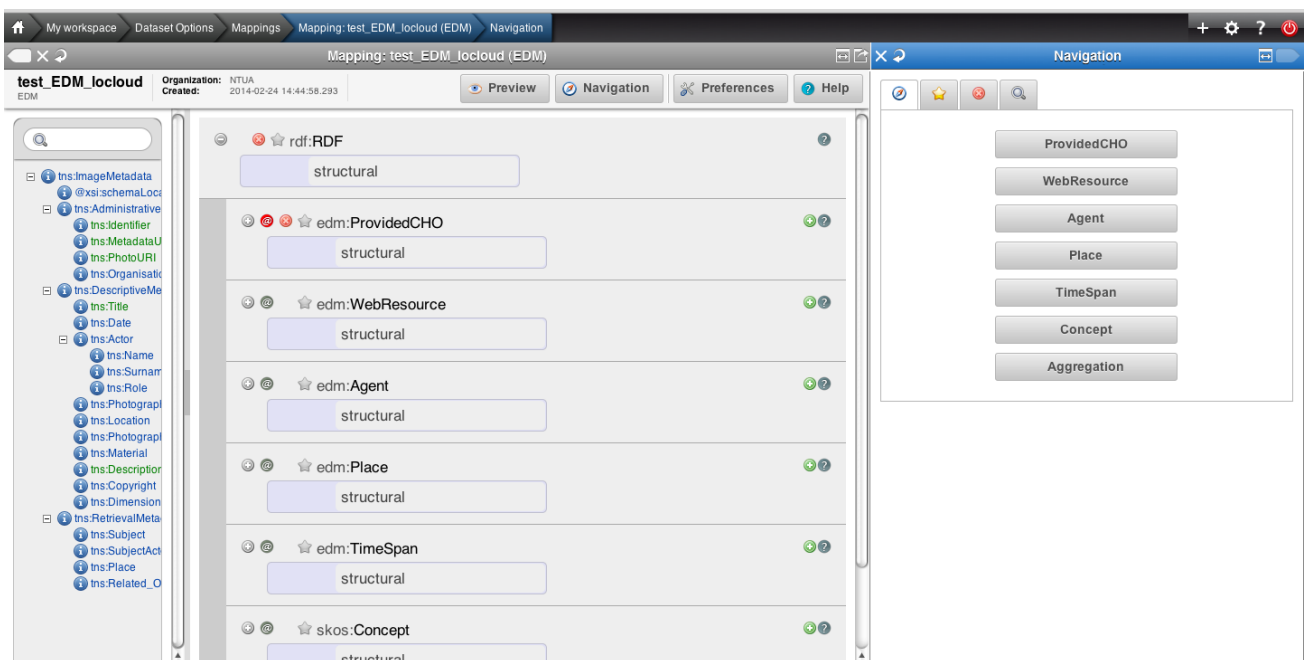 My workspace Dataset Options Mappings Mapping: test_EDM_locloud (EDM) Navigation
Mapping: test_EDM_locloud (EDM)
Navigation
test_EDM_locloud
EDM
Organization: NTUA
Created: 2014-02-24 14:44:58.293
Preview
Navigation
Preferences
Help
tns:ImageMetadata
@xsi:schemaLoca
tns:Administrative
tns:Identifier
tns:MetadataU
tns:PhotoURI
tns:Organisatic
tns:DescriptiveMe
tns:Title
tns:Date
tns:Actor
tns:Name
tns:Surnam
tns:Role
tns:Photograpl
tns:Location
tns:Photograpl
tns:Material
tns:Description
tns:Copyright
tns:Dimension
tns:RetrievalMeta
tns:Subject
tns:SubjectAct
tns:Place
tns:Related_O
rdf:RDF
structural
edm:ProvidedCHO
structural
edm:WebResource
structural
edm:Agent
structural
edm:Place
structural
edm:TimeSpan
structural
skos:Concept
structural
ProvidedCHO
WebResource
Agent
Place
TimeSpan
Concept
Aggregation